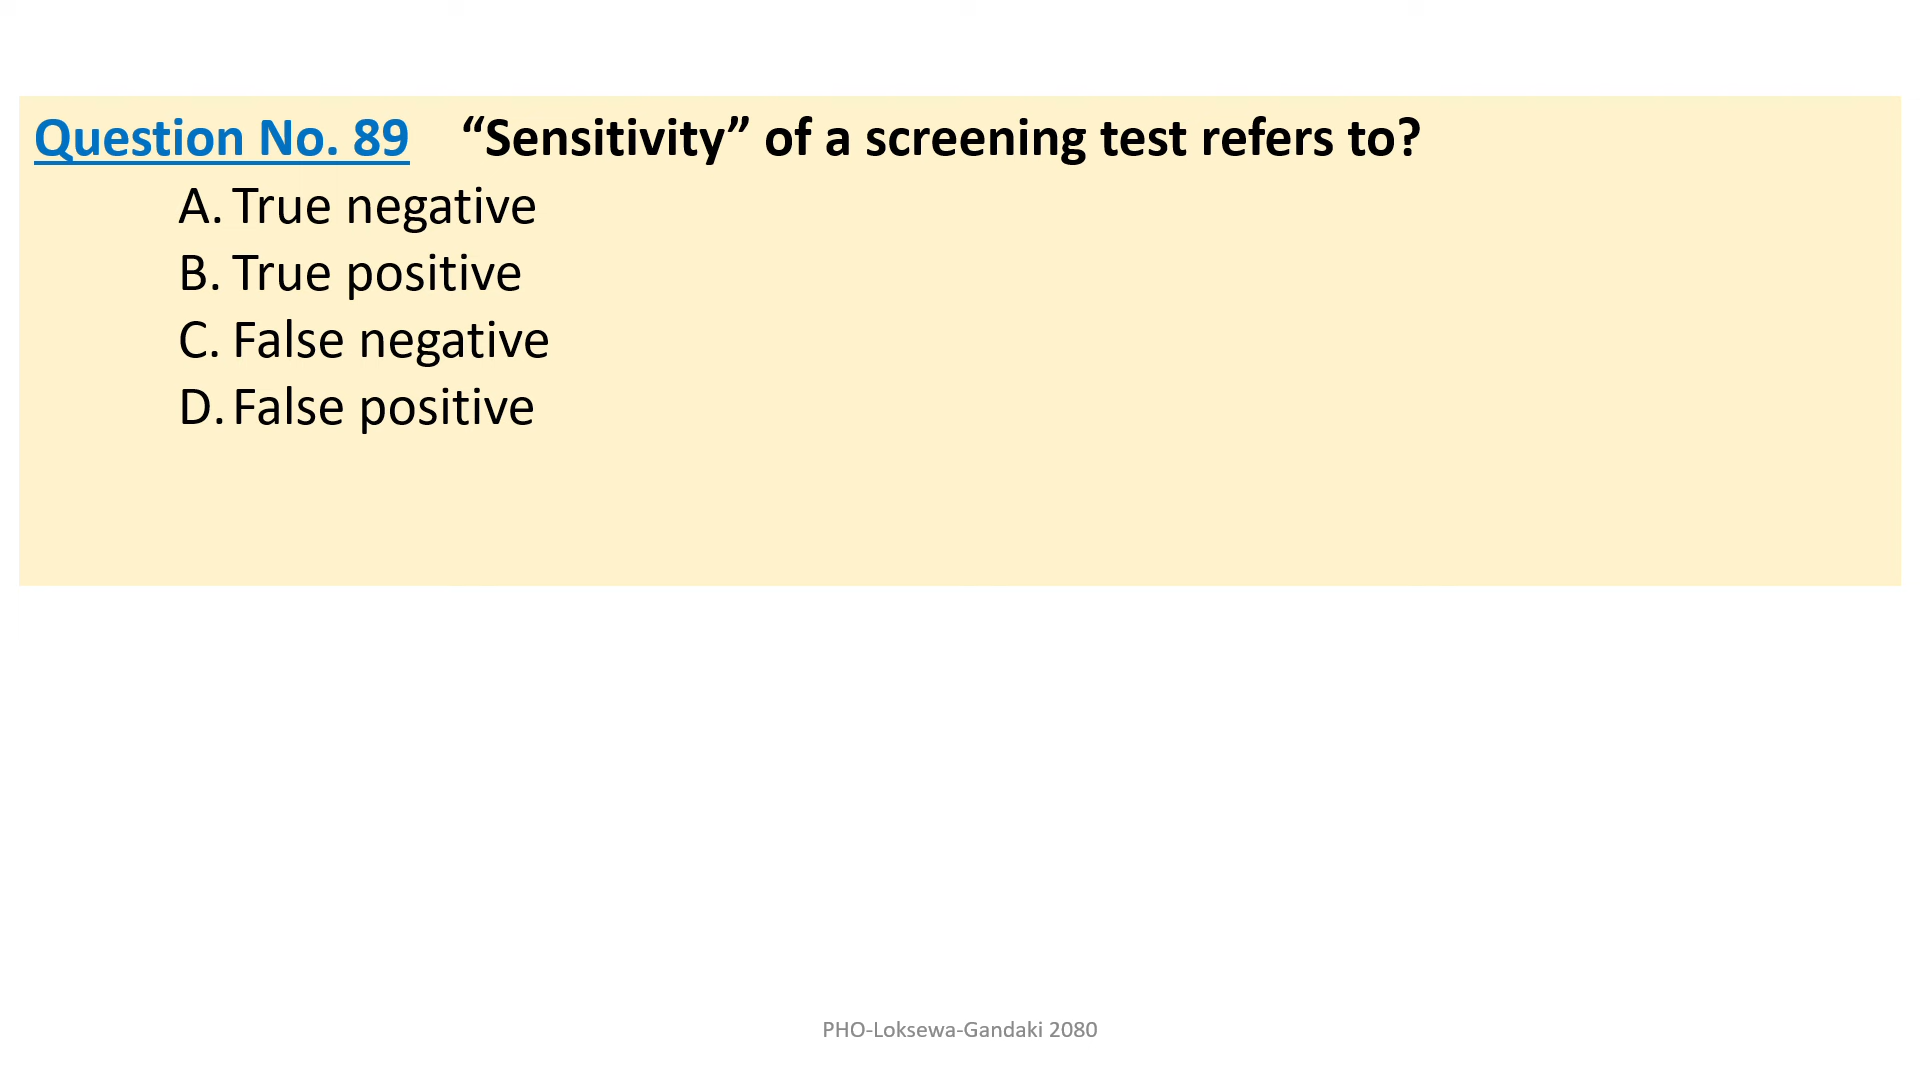 Question No. 89 “Sensitivity” of a screening test refers to?
A. True negative
B. True positive
C. False negative
D. False positive
PHO-Loksewa-Gandaki 2080